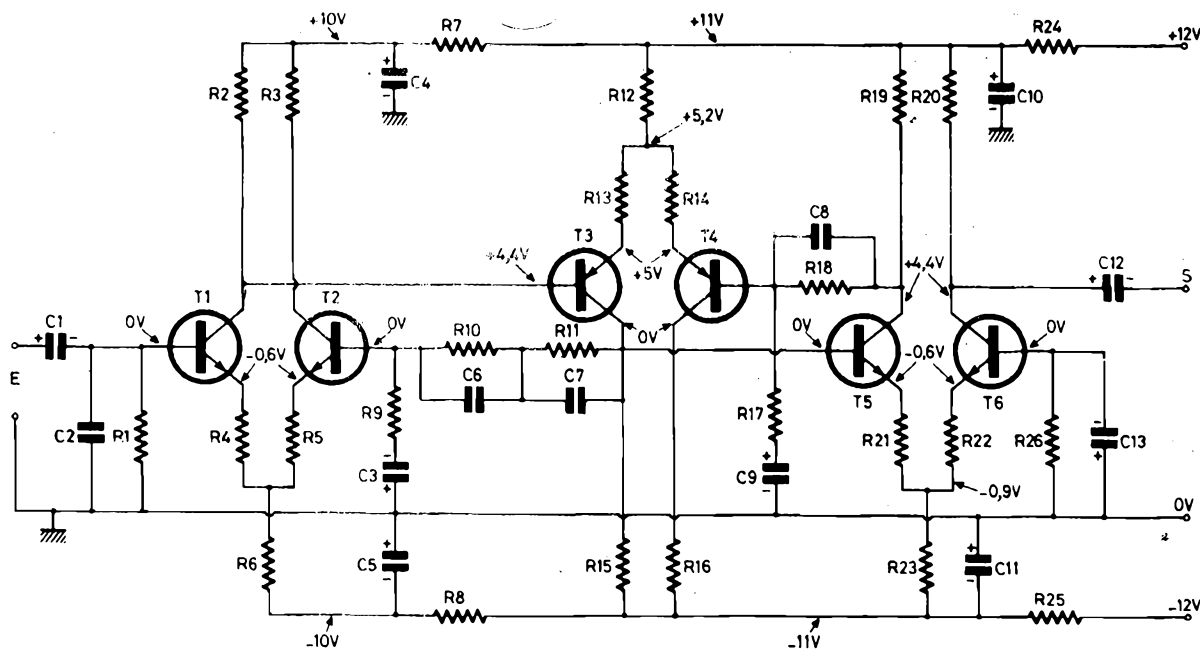 +10V R7 +11V R24 +12V
R2 R3 + C4 - R12 R19 R20 + C10 -
+5,2V
R13 R14
C8
T3 T4
+4,4V +5V R18 +4,4V + C12 - S
C1 T1 T2 0V
+ - 0V 0V R10 R11 0V 0V
E -0,6V C6 C7 -0,6V
R9 T5 T6
C2 R1 R4 R5 R17 R21 R22 R26 - C13 +
- C3 + + C9 - -0,9V
0V
R6 + C5 - R15 R16 R23 + C11 -
R8 R25 -12V
-10V -11V